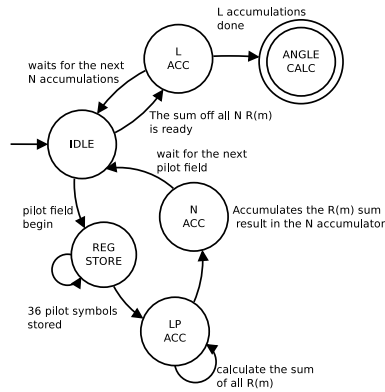 L accumulations
done
L
ACC
ANGLE
CALC
waits for the next
N accumulations
The sum off all N R(m)
is ready
IDLE
wait for the next
pilot field
pilot field
begin
N
ACC
Accumulates the R(m) sum
result in the N accumulator
REG
STORE
36 pilot symbols
stored
LP
ACC
calculate the sum
of all R(m)